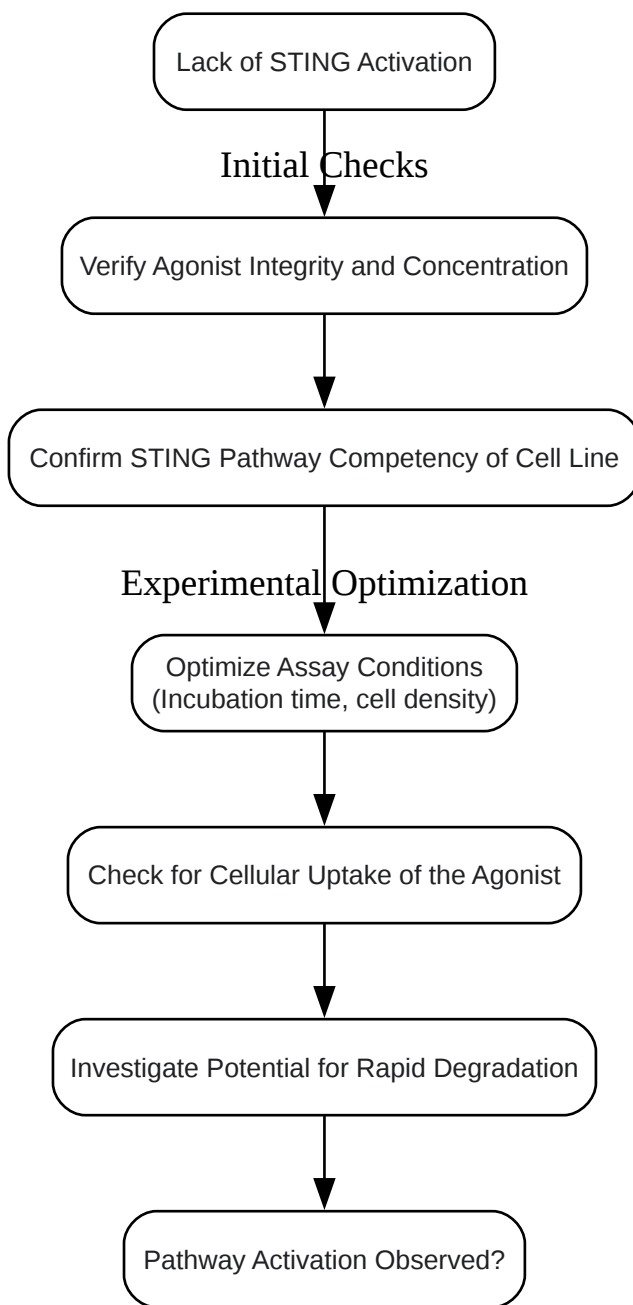 Lack of STING Activation
Initial Checks
Verify Agonist Integrity and Concentration
Confirm STING Pathway Competency of Cell Line
Experimental Optimization
Optimize Assay Conditions
(Incubation time, cell density)
Check for Cellular Uptake of the Agonist
Investigate Potential for Rapid Degradation
Pathway Activation Observed?